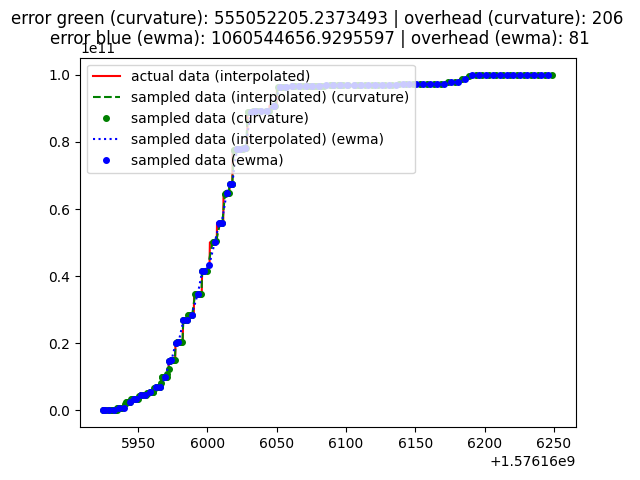 error green (curvature): 555052205.2373493 | overhead (curvature): 206
error blue (ewma): 1060544656.9295597 | overhead (ewma): 81
1e11
actual data (interpolated)
sampled data (interpolated) (curvature)
sampled data (curvature)
sampled data (interpolated) (ewma)
sampled data (ewma)
1.0
0.8
0.6
0.4
0.2
0.0
5950 6000 6050 6100 6150 6200 6250
+1.57616e9